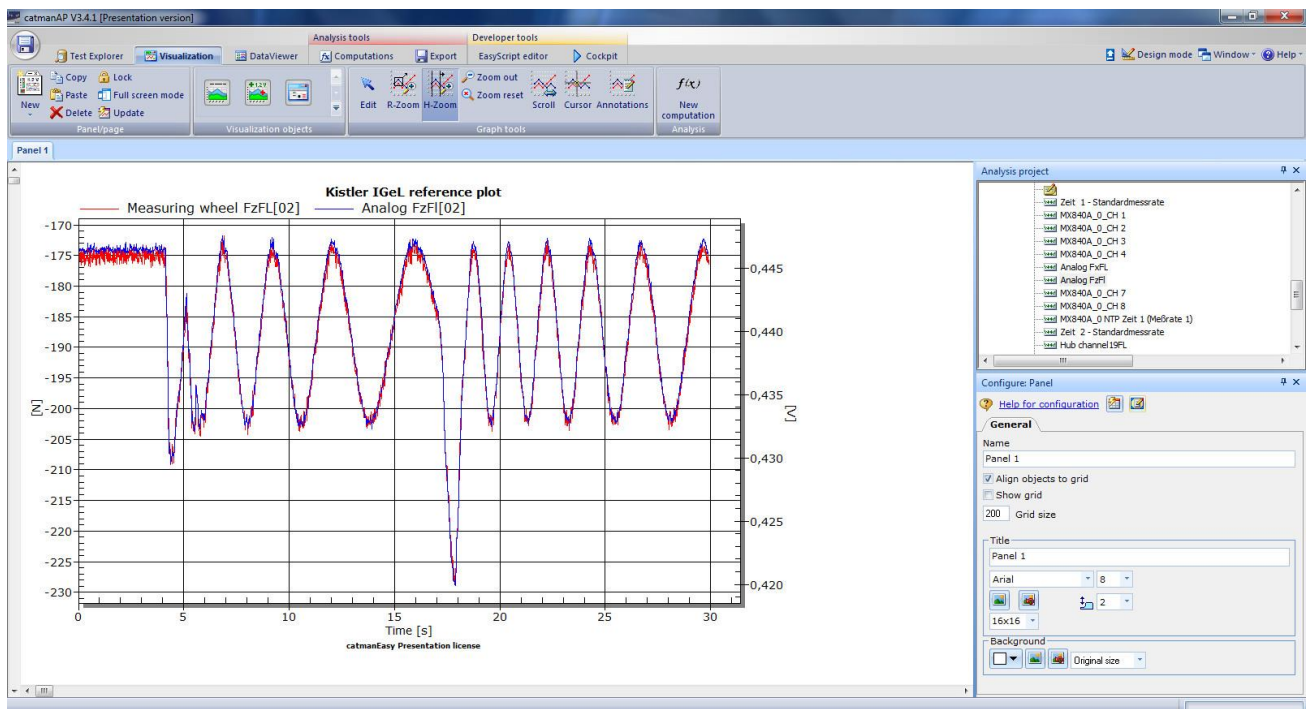 catmanAP V3.4.1 [Presentation version]
Analysis tools
Developer tools
Test Explorer
Visualization
DataViewer
Computations
Export
EasyScript editor
Cockpit
Design mode
Window
Help
New
Copy
Paste
Delete
Lock
Full screen mode
Update
Panel/page
Visualization objects
Edit
R-Zoom
H-Zoom
Zoom out
Zoom reset
Scroll
Cursor
Annotations
Graph tools
f(x)
New computation
Analysis
Panel 1
Kistler IGeL reference plot
Measuring wheel FzFL[02]
Analog FzFl[02]
-170
-175
-180
-185
-190
-195
-200
-205
-210
-215
-220
-225
-230
[N]
0,445
0,440
0,435
0,430
0,425
0,420
[V]
0
5
10
15
20
25
30
Time [s]
catmanEasy Presentation license
Analysis project
Zeit 1 - Standardmessrate
MX840A_0_CH 1
MX840A_0_CH 2
MX840A_0_CH 3
MX840A_0_CH 4
Analog FxFL
Analog FzFl
MX840A_0_CH 7
MX840A_0_CH 8
MX840A_0 NTP Zeit 1 (Meßrate 1)
Zeit 2 - Standardmessrate
Hub channel19FL
Configure: Panel
Help for configuration
General
Name
Panel 1
Align objects to grid
Show grid
200 Grid size
Title
Panel 1
Arial
8
2
16x16
Background
Original size